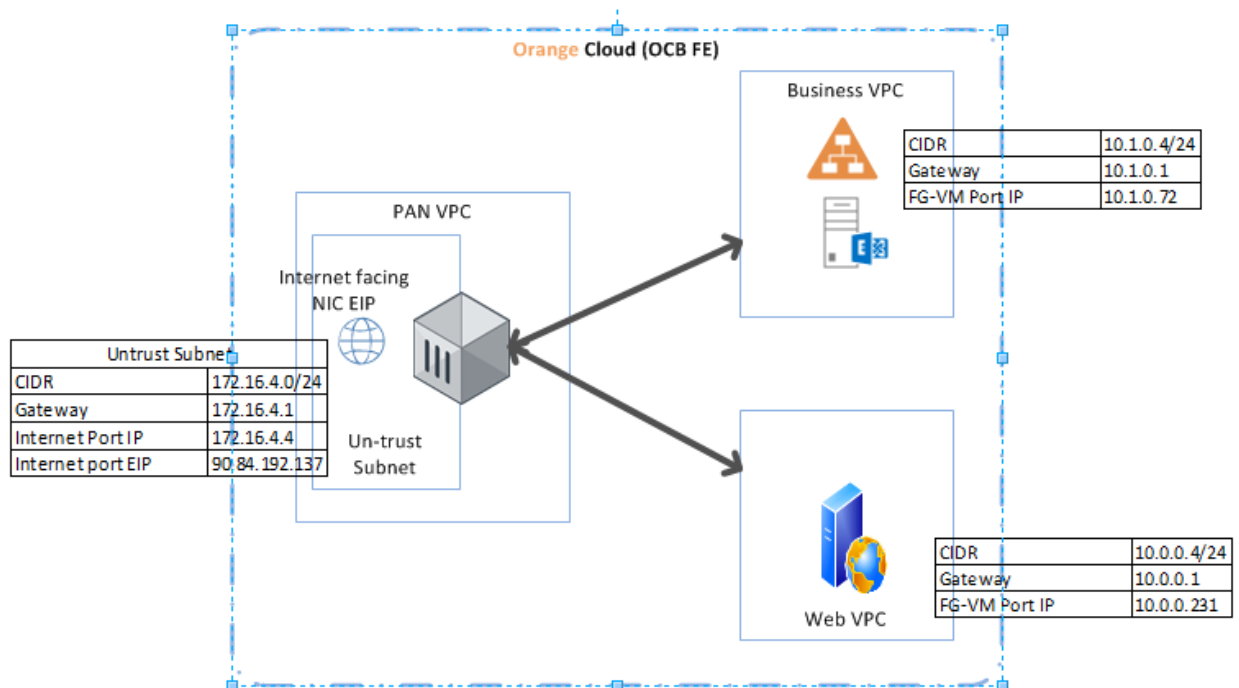 Orange Cloud (OCB FE)
Business VPC
CIDR 10.1.0.4/24
Gateway 10.1.0.1
FG-VM Port IP 10.1.0.72
PAN VPC
Internet facing
NIC EIP
Untrust Subnet
CIDR 172.16.4.0/24
Gateway 172.16.4.1
Internet Port IP 172.16.4.4
Internet port EIP 90.84.192.137
Un-trust
Subnet
E
CIDR 10.0.0.4/24
Gateway 10.0.0.1
FG-VM Port IP 10.0.0.231
Web VPC